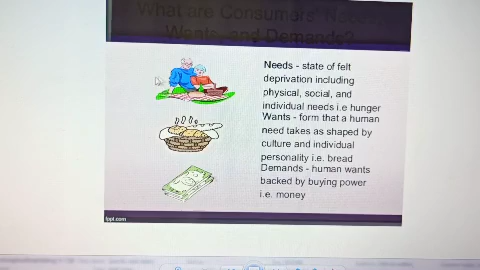 What are Consumers' Needs,
Wants, and Demands?
Needs - state of felt
deprivation including
physical, social, and
individual needs i.e hunger
Wants - form that a human
need takes as shaped by
culture and individual
personality i.e. bread
Demands - human wants
backed by buying power
i.e. money
fppt.com